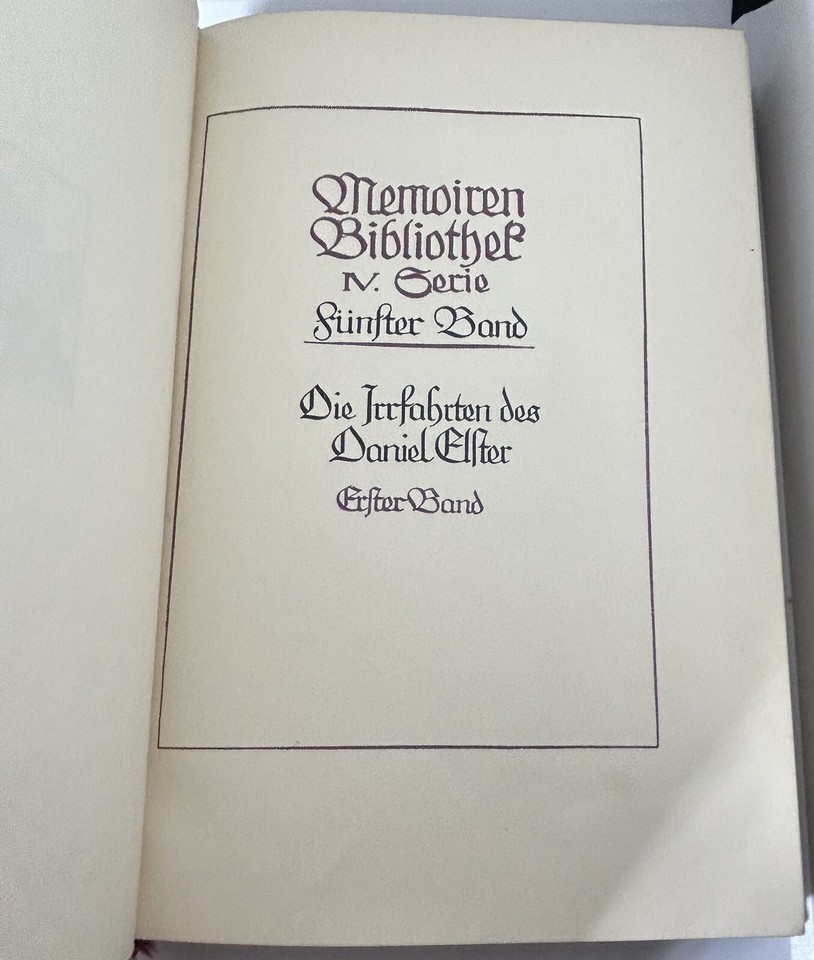 Memoiren
Bibliothek
IV. Serie
Fünfter Band
Die Irrfahrten des
Daniel Elster
Erster Band